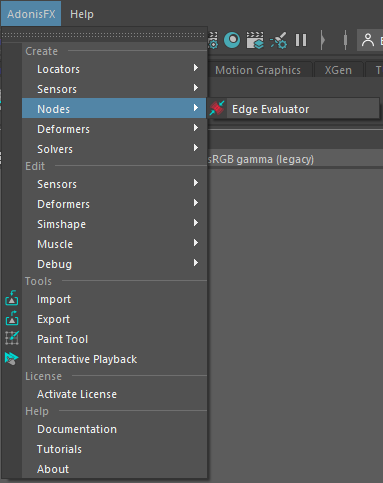 AdonisFX Help
Create
Locators
Sensors
Motion Graphics XGen T
Nodes
Edge Evaluator
Deformers
Solvers
sRGB gamma (legacy)
Edit
Sensors
Deformers
Simshape
Muscle
Debug
Tools
Import
Export
Paint Tool
Interactive Playback
License
Activate License
Help
Documentation
Tutorials
About